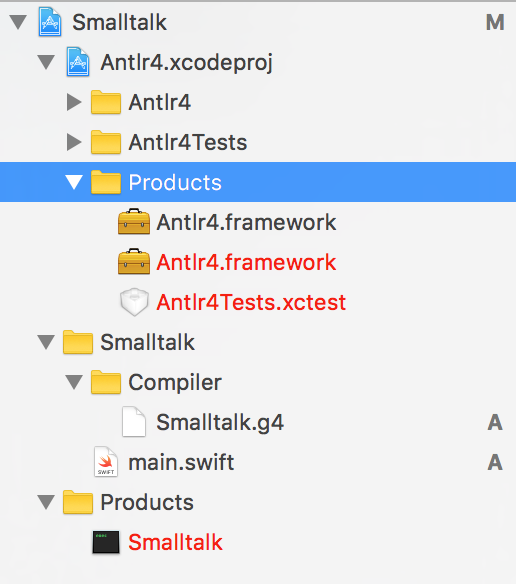 Smalltalk M
Antlr4.xcodeproj
Antlr4
Antlr4Tests
Products
Antlr4.framework
Antlr4.framework
Antlr4Tests.xctest
Smalltalk
Compiler
Smalltalk.g4 A
SWIFT main.swift A
Products
Smalltalk